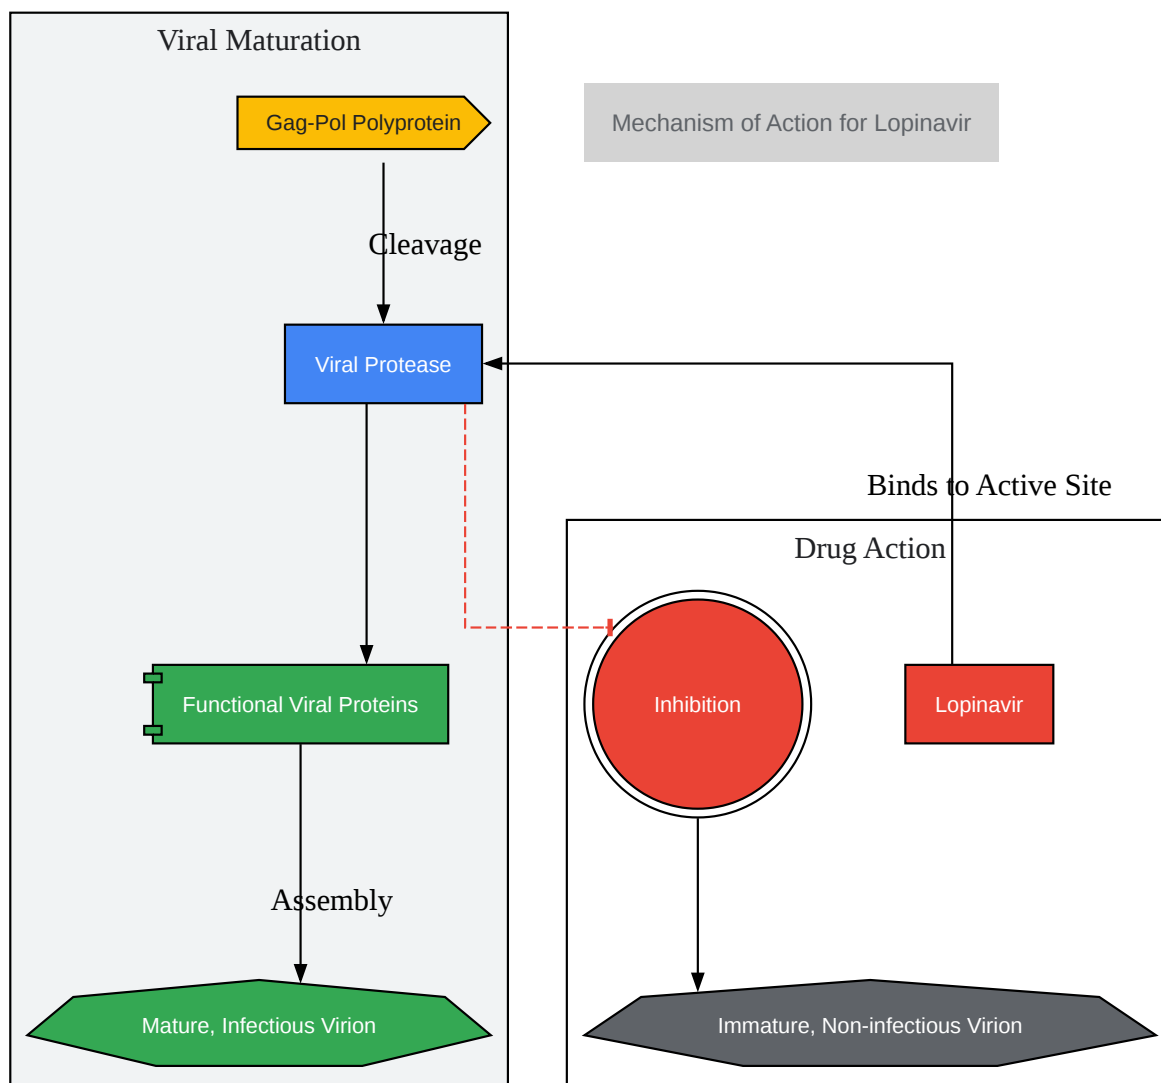 Viral Maturation
Gag-Pol Polyprotein
Mechanism of Action for Lopinavir
Cleavage
Viral Protease
Binds to Active Site
Drug Action
Functional Viral Proteins
Inhibition
Lopinavir
Assembly
Mature, Infectious Virion
Immature, Non-infectious Virion